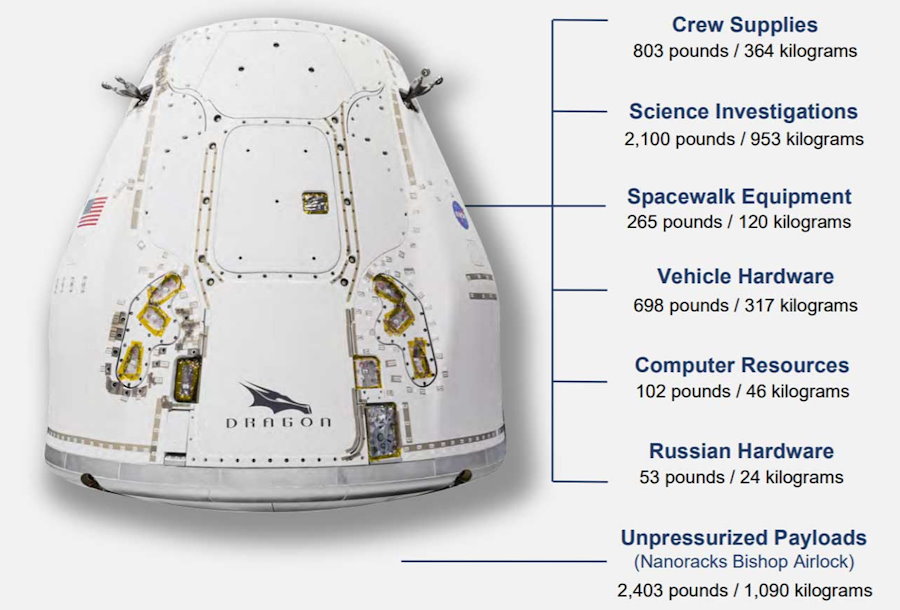 Crew Supplies
803 pounds / 364 kilograms
Science Investigations
2,100 pounds / 953 kilograms
Spacewalk Equipment
265 pounds / 120 kilograms
Vehicle Hardware
698 pounds / 317 kilograms
Computer Resources
102 pounds / 46 kilograms
Russian Hardware
53 pounds / 24 kilograms
Unpressurized Payloads
(Nanoracks Bishop Airlock)
2,403 pounds / 1,090 kilograms
NASA
DRAGON